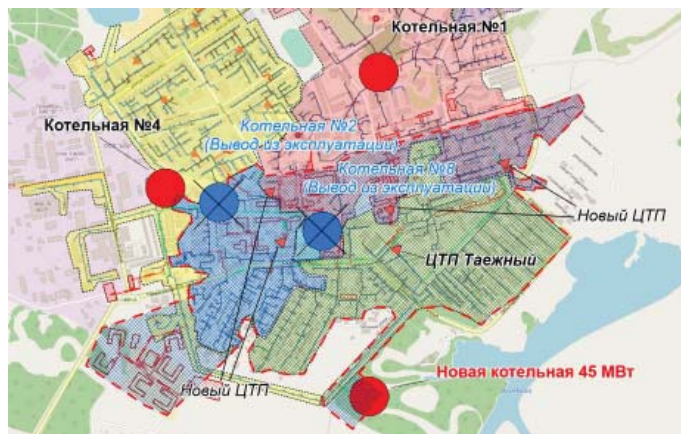 Котельная №1
Котельная №4
Котельная №2
(Вывод из эксплуатации)
Котельная №8
(Вывод из эксплуатации)
Новый ЦТП
ЦТП Таежный
Новая котельная 45 МВт
Новый ЦТП